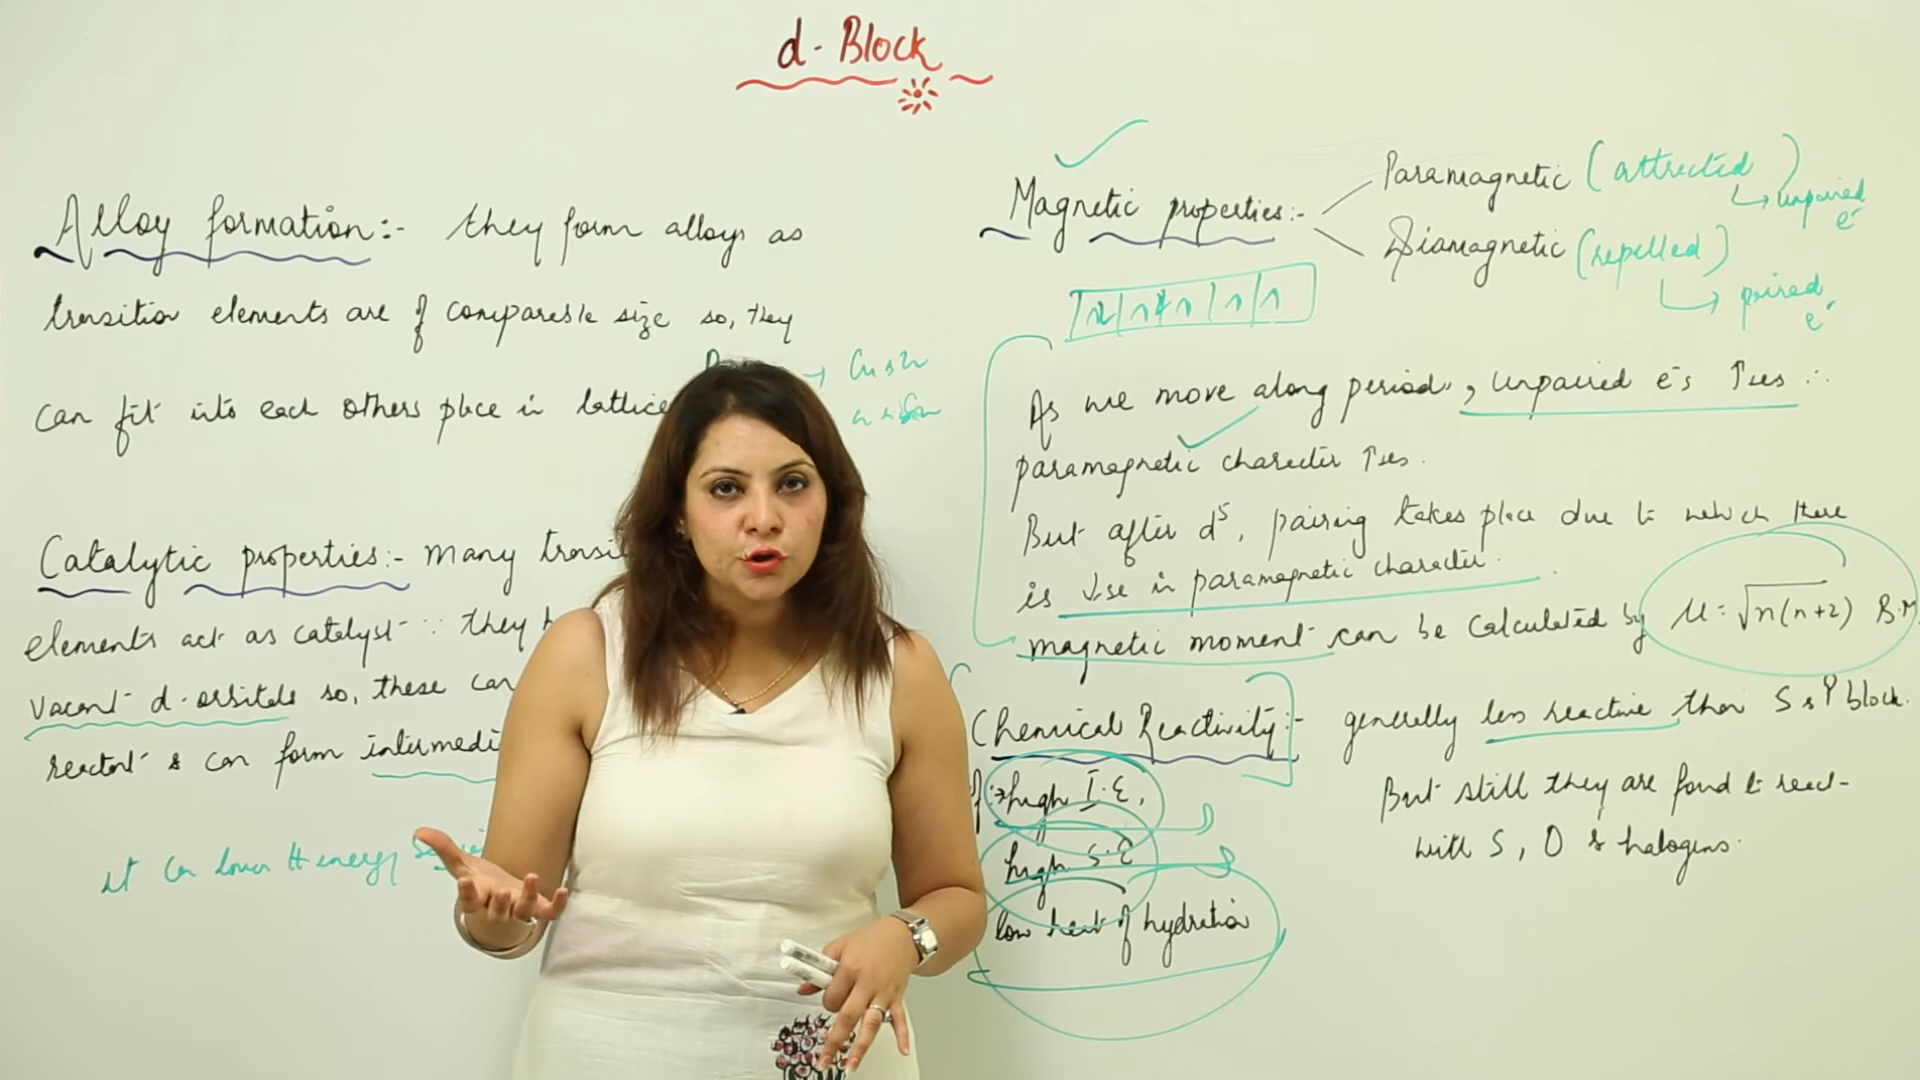 d-Block
Alloy formation:- they form alloys as
transition elements are of comparable size so, they
can fit into each others place in lattice
→ Cu & Zn
Catalytic properties:- Many transi
elements act as catalyst ∵ they h
vacant d-orbitals so, these can
reactant & can form intermedi
it can lower energy
Magnetic properties:-
Paramagnetic (attracted)
↳ unpaired
e⁻
Diamagnetic (repelled)
↳ paired
e⁻
As we move along period, unpaired e⁻s ↑ses ∴
paramagnetic character ↑ses.
But after d⁵, pairing takes place due to which there
is ↓se in paramagnetic character.
magnetic moment can be calculated by μ = √n(n+2) B.M
Chemical Reactivity:- generally less reactive than S & P block.
∵ high I.E,
high S.E
low heat of hydration
But still they are found to react
with S, O & halogens.